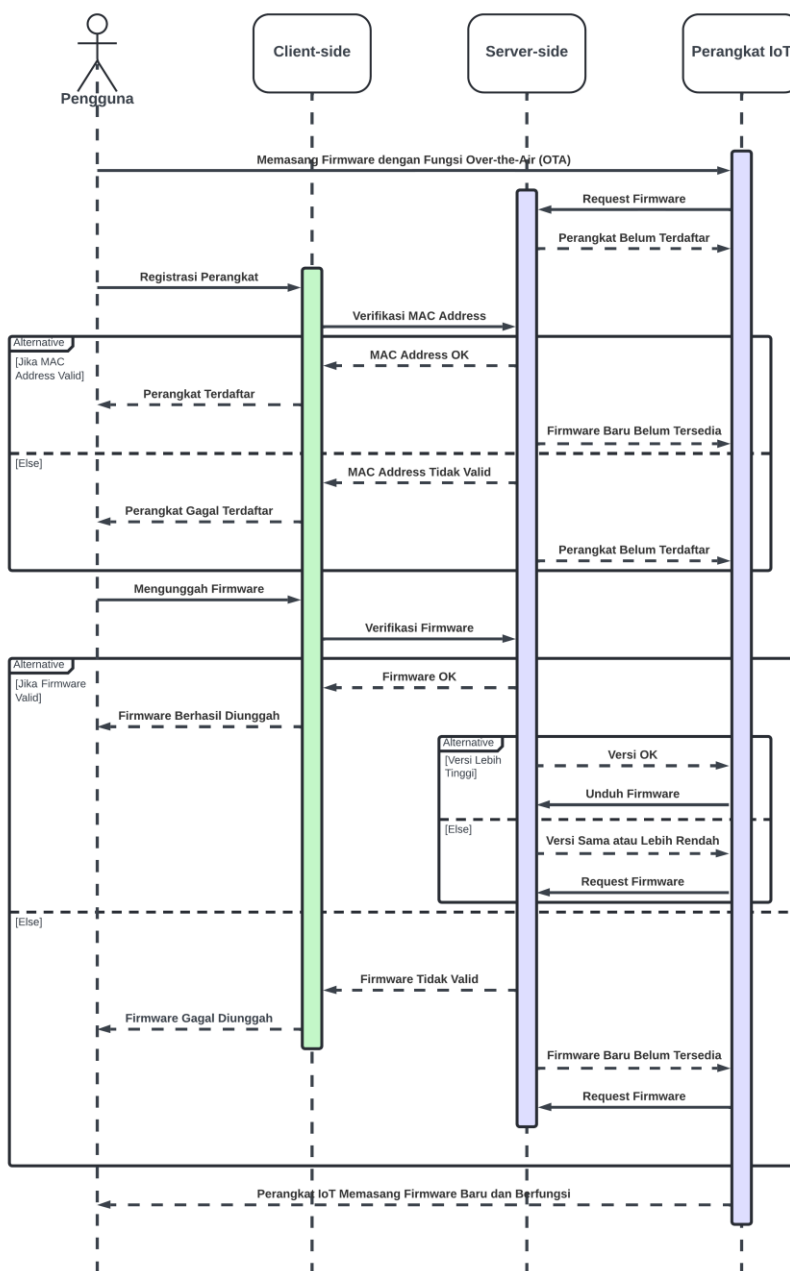 Pengguna
Client-side
Server-side
Perangkat IoT
Memasang Firmware dengan Fungsi Over-the-Air (OTA)
Request Firmware
Perangkat Belum Terdaftar
Registrasi Perangkat
Verifikasi MAC Address
Alternative
[Jika MAC
Address Valid]
MAC Address OK
Perangkat Terdaftar
Firmware Baru Belum Tersedia
[Else]
MAC Address Tidak Valid
Perangkat Gagal Terdaftar
Perangkat Belum Terdaftar
Mengunggah Firmware
Verifikasi Firmware
Alternative
[Jika Firmware
Valid]
Firmware OK
Firmware Berhasil Diunggah
Alternative
[Versi Lebih
Tinggi]
Versi OK
Unduh Firmware
[Else]
Versi Sama atau Lebih Rendah
Request Firmware
[Else]
Firmware Tidak Valid
Firmware Gagal Diunggah
Firmware Baru Belum Tersedia
Request Firmware
Perangkat IoT Memasang Firmware Baru dan Berfungsi